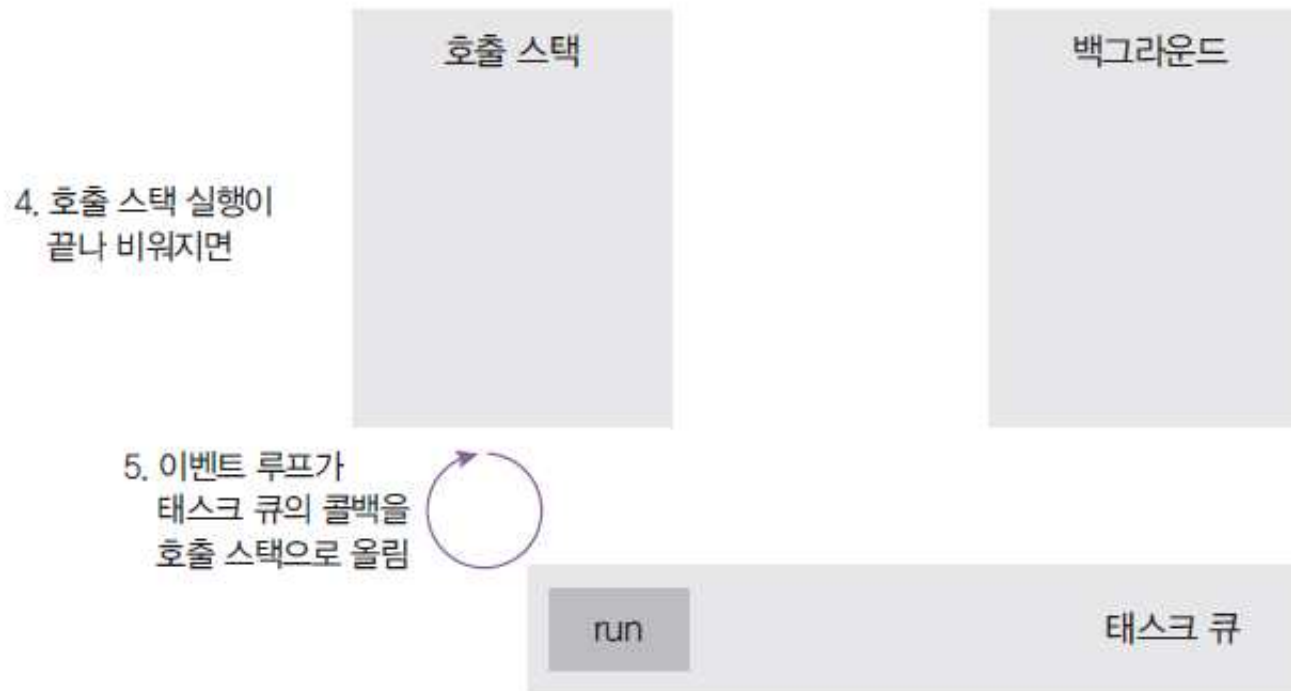 호출 스택
백그라운드
4. 호출 스택 실행이
끝나 비워지면
5. 이벤트 루프가
태스크 큐의 콜백을
호출 스택으로 올림
run
태스크 큐